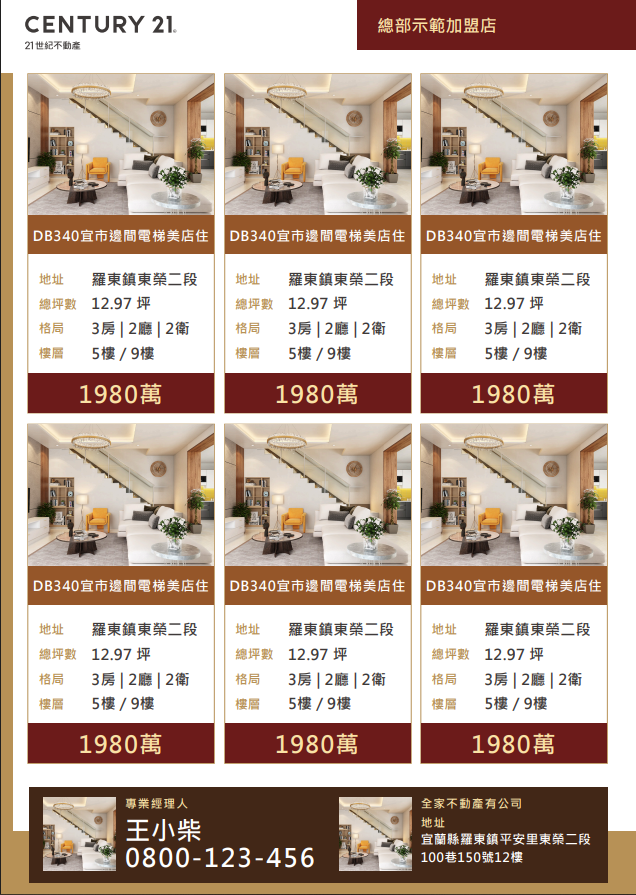 CENTURY 21
21世紀不動產
總部示範加盟店
DB340宜市邊間電梯美店住
地址 羅東鎮東榮二段
總坪數 12.97 坪
格局 3房 | 2廳 | 2衛
樓層 5樓 / 9樓
1980萬
DB340宜市邊間電梯美店住
地址 羅東鎮東榮二段
總坪數 12.97 坪
格局 3房 | 2廳 | 2衛
樓層 5樓 / 9樓
1980萬
DB340宜市邊間電梯美店住
地址 羅東鎮東榮二段
總坪數 12.97 坪
格局 3房 | 2廳 | 2衛
樓層 5樓 / 9樓
1980萬
DB340宜市邊間電梯美店住
地址 羅東鎮東榮二段
總坪數 12.97 坪
格局 3房 | 2廳 | 2衛
樓層 5樓 / 9樓
1980萬
DB340宜市邊間電梯美店住
地址 羅東鎮東榮二段
總坪數 12.97 坪
格局 3房 | 2廳 | 2衛
樓層 5樓 / 9樓
1980萬
DB340宜市邊間電梯美店住
地址 羅東鎮東榮二段
總坪數 12.97 坪
格局 3房 | 2廳 | 2衛
樓層 5樓 / 9樓
1980萬
專業經理人
王小柴
0800-123-456
全家不動產有公司
地址
宜蘭縣羅東鎮平安里東榮二段
100巷150號12樓